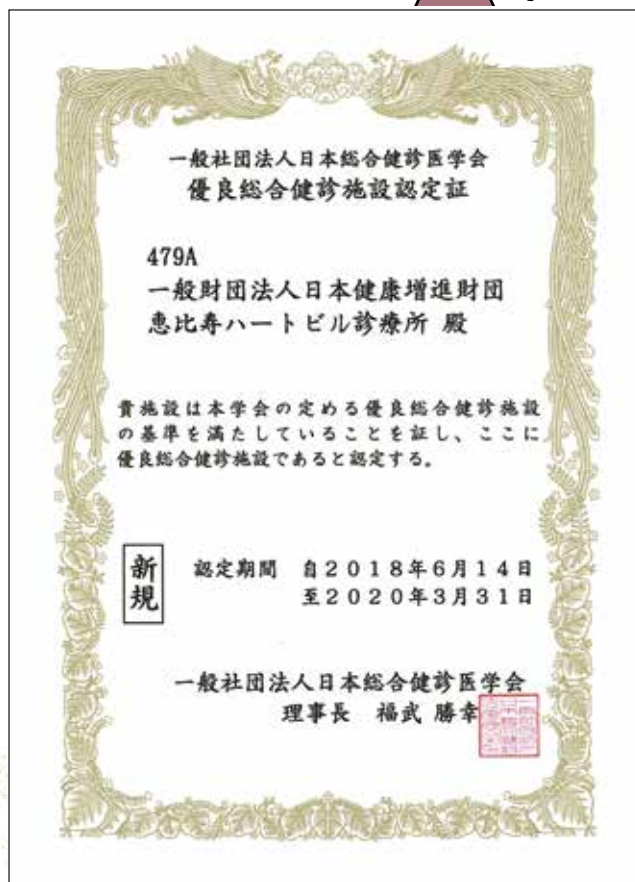 一般社団法人日本総合健診医学会
優良総合健診施設認定証
479A
一般財団法人日本健康増進財団
恵比寿ハートビル診療所 殿
貴施設は本学会の定める優良総合健診施設
の基準を満たしていることを証し、ここに
優良総合健診施設であると認定する。
新規
認定期間 自2018年6月14日
至2020年3月31日
一般社団法人日本総合健診医学会
理事長 福武 勝幸